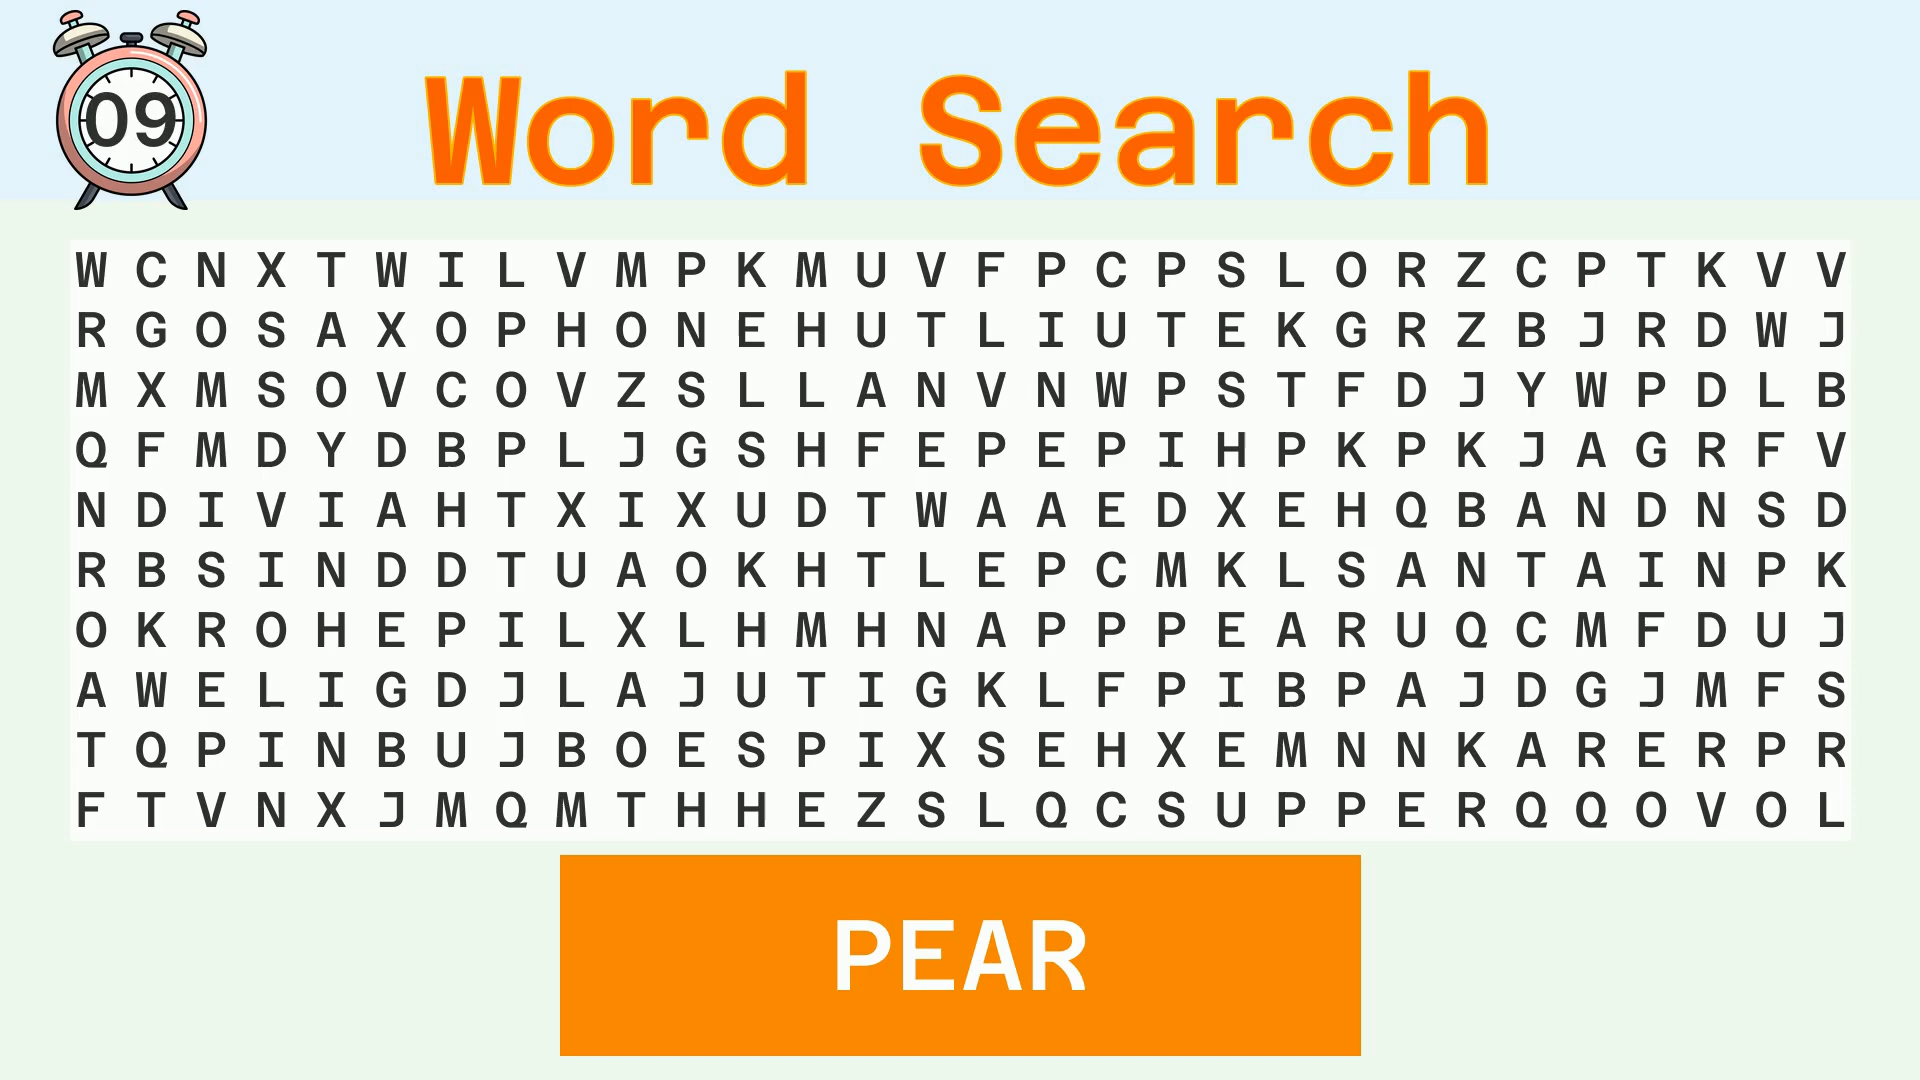 09
Word Search
W C N X T W I L V M P K M U V F P C P S L O R Z C P T K V V
R G O S A X O P H O N E H U T L I U T E K G R Z B J R D W J
M X M S O V C O V Z S L L A N V N W P S T F D J Y W P D L B
Q F M D Y D B P L J G S H F E P E P I H P K P K J A G R F V
N D I V I A H T X I X U D T W A A E D X E H Q B A N D N S D
R B S I N D D T U A O K H T L E P C M K L S A N T A I N P K
O K R O H E P I L X L H M H N A P P P E A R U Q C M F D U J
A W E L I G D J L A J U T I G K L F P I B P A J D G J M F S
T Q P I N B U J B O E S P I X S E H X E M N N K A R E R P R
F T V N X J M Q M T H H E Z S L Q C S U P P E R Q Q O V O L
PEAR